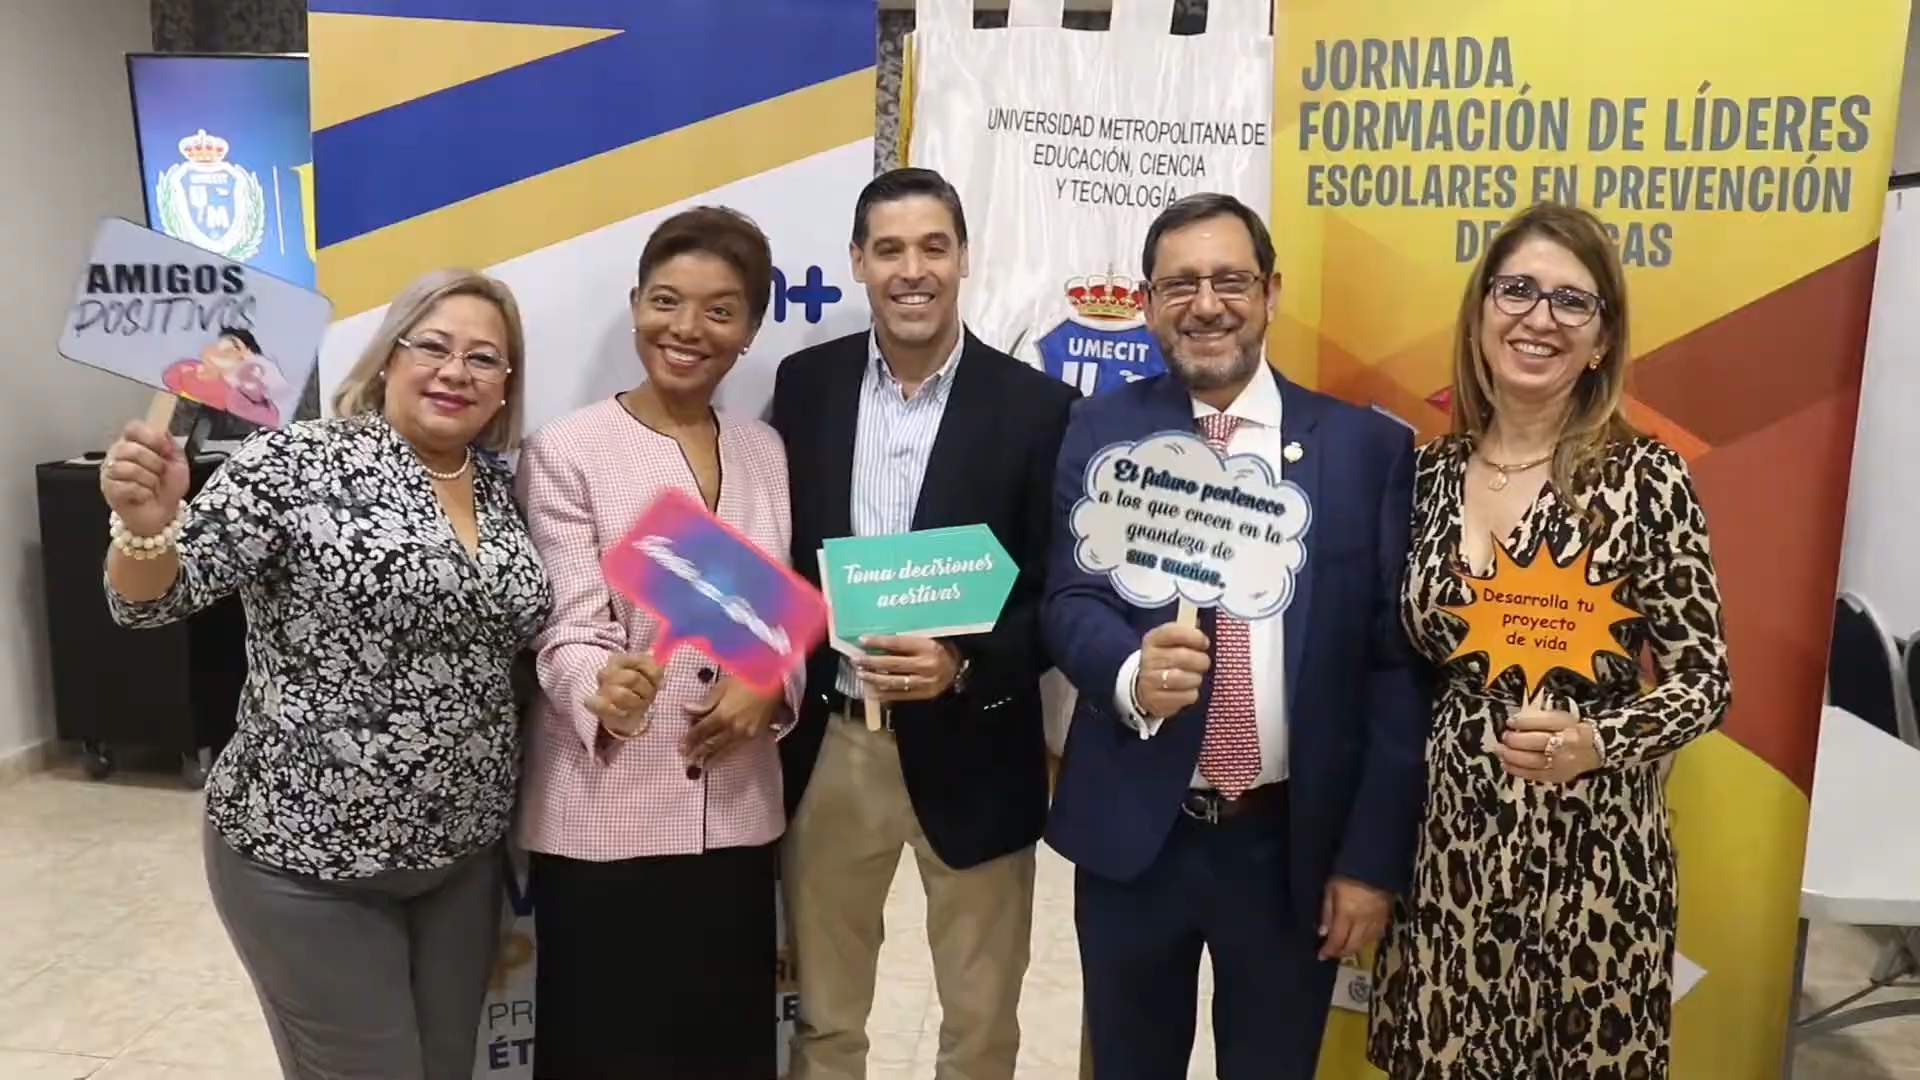 JORNADA
FORMACIÓN DE LÍDERES
ESCOLARES EN PREVENCIÓN
UNIVERSIDAD METROPOLITANA DE
EDUCACIÓN, CIENCIA
Y TECNOLOGÍA
UMECIT
U M
AMIGOS
POSITIVOS
UMECIT
Toma decisiones
acertivas
El futuro pertenece
a los que creen en la
grandeza de
sus sueños.
Desarrolla tu
proyecto
de vida